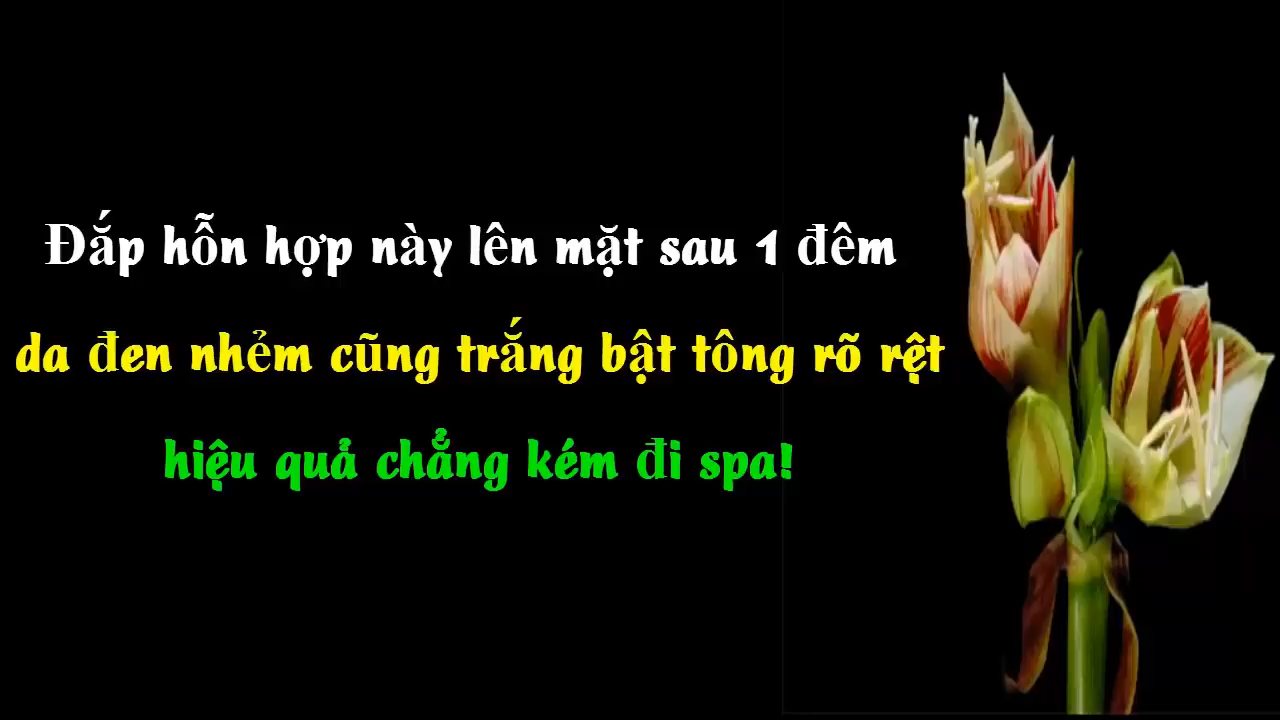 Đắp hỗn hợp này lên mặt sau 1 đêm
da đen nhẻm cũng trắng bật tông rõ rệt
hiệu quả chẳng kém đi spa!